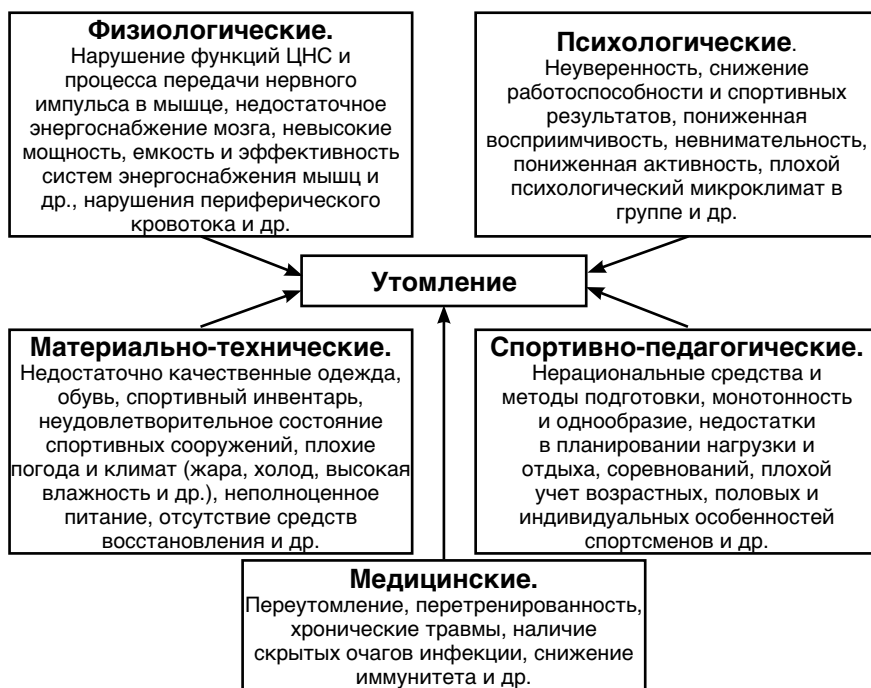 Физиологические.
Нарушение функций ЦНС и
процесса передачи нервного
импульса в мышце, недостаточное
энергоснабжение мозга, невысокие
мощность, емкость и эффективность
систем энергоснабжения мышц и
др., нарушения периферического
кровотока и др.
Психологические.
Неуверенность, снижение
работоспособности и спортивных
результатов, пониженная
восприимчивость, невнимательность,
пониженная активность, плохой
психологический микроклимат в
группе и др.
Утомление
Материально-технические.
Недостаточно качественные одежда,
обувь, спортивный инвентарь,
неудовлетворительное состояние
спортивных сооружений, плохие
погода и климат (жара, холод, высокая
влажность и др.), неполноценное
питание, отсутствие средств
восстановления и др.
Спортивно-педагогические.
Нерациональные средства и
методы подготовки, монотонность
и однообразие, недостатки
в планировании нагрузки и
отдыха, соревнований, плохой
учет возрастных, половых и
индивидуальных особенностей
спортсменов и др.
Медицинские.
Переутомление, перетренированность,
хронические травмы, наличие
скрытых очагов инфекции, снижение
иммунитета и др.